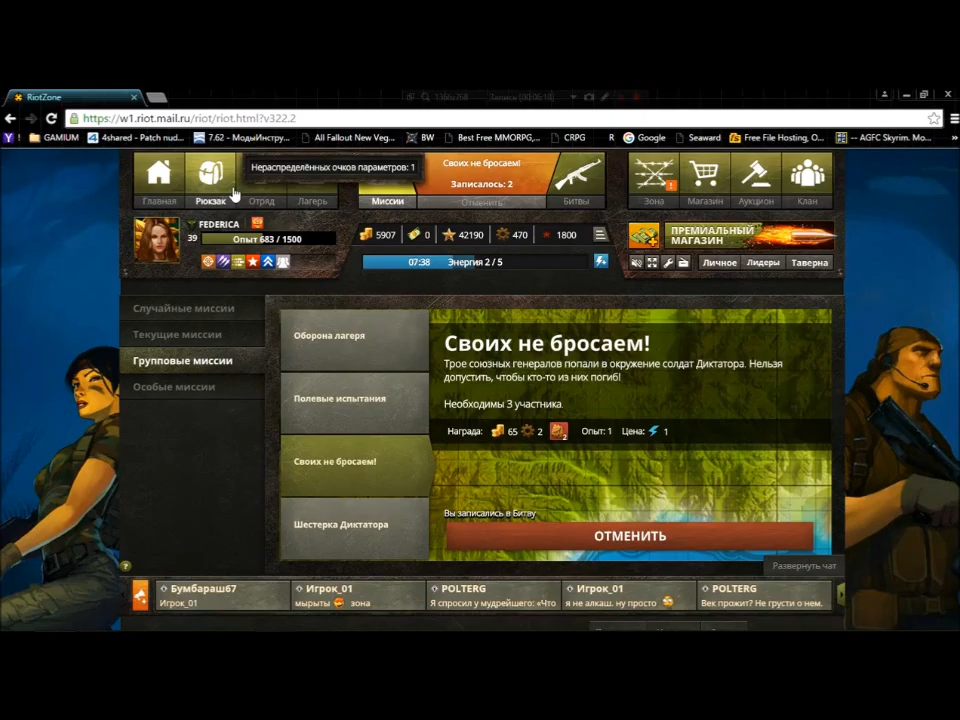 RiotZone
https://w1.riot.mail.ru/riot/riot.html?v322.2
GAMIUM
4shared - Patch nud...
7.62 - МодыИнстру...
All Fallout New Veg...
BW
Best Free MMORPG,...
CRPG
R
Google
Seaward
Free File Hosting, O...
AGFC Skyrim. Mo...
Нераспределённых очков параметров: 1
Своих не бросаем!
Записалось: 2
Главная
Рюкзак
Отряд
Лагерь
Миссии
Отменить
Битвы
Зона
Магазин
Аукцион
Клан
FEDERICA
39
Опыт 683 / 1500
5907
0
42190
470
1800
07:38
Энергия 2 / 5
ПРЕМИАЛЬНЫЙ
МАГАЗИН
Личное
Лидеры
Таверна
Случайные миссии
Текущие миссии
Групповые миссии
Особые миссии
Оборона лагеря
Полевые испытания
Своих не бросаем!
Шестерка Диктатора
Своих не бросаем!
Трое союзных генералов попали в окружение солдат Диктатора. Нельзя
допустить, чтобы кто-то из них погиб!
Необходимы 3 участника.
Награда: 65 2 2 Опыт: 1 Цена: 1
Вы записались в Битву
ОТМЕНИТЬ
Развернуть чат
Бумбараш67
Игрок_01
Игрок_01
мырыты зона
POLTERG
Я спросил у мудрейшего: «Что
Игрок_01
я не алкаш. ну просто
POLTERG
Век прожит? Не грусти о нем.